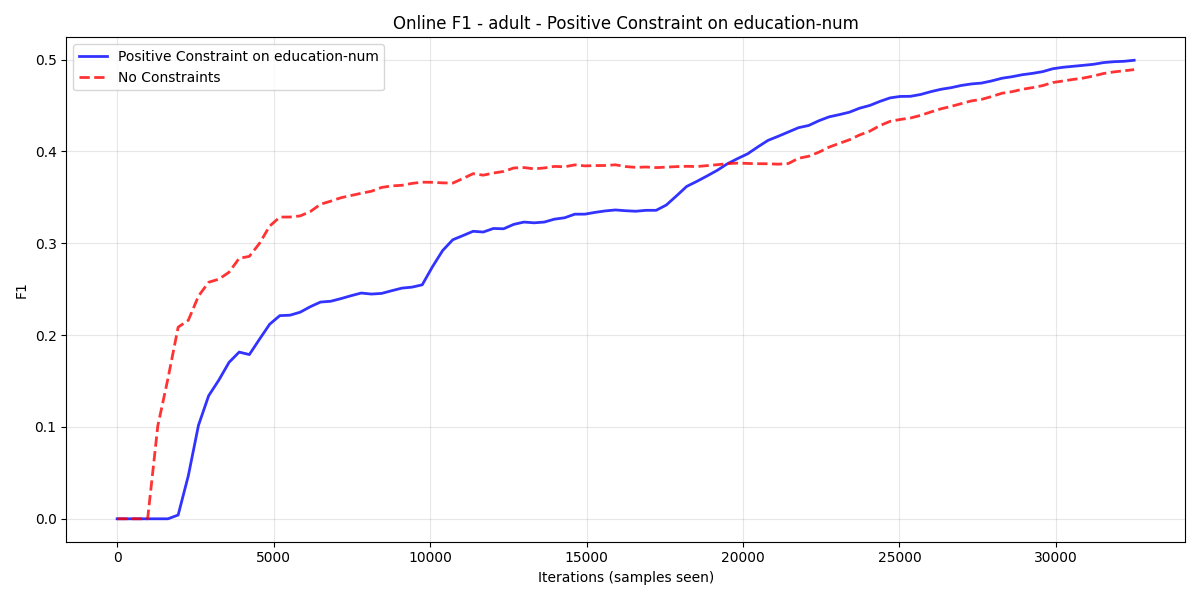 Online F1 - adult - Positive Constraint on education-num
Positive Constraint on education-num
No Constraints
F1
0.5
0.4
0.3
0.2
0.1
0.0
0
5000
10000
15000
20000
25000
30000
Iterations (samples seen)